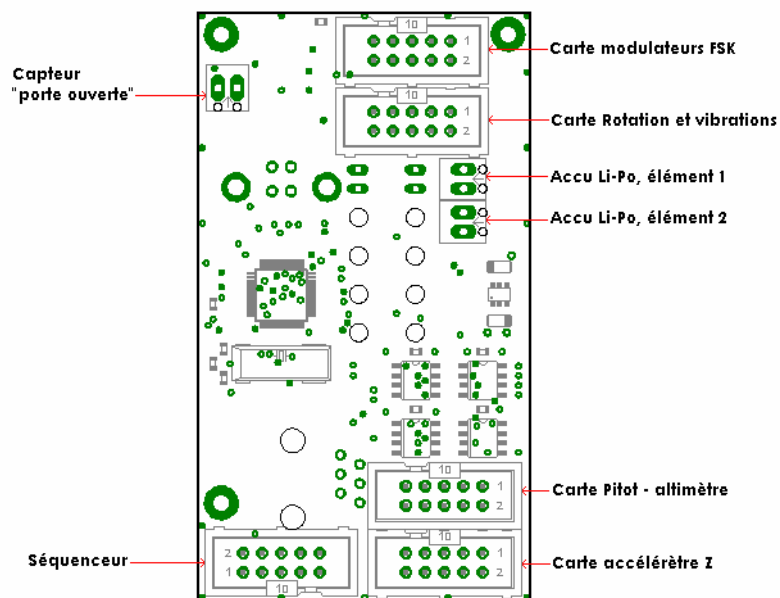 10
1
2
Carte modulateurs FSK
Capteur
"porte ouverte"
10
Carte Rotation et vibrations
Accu Li-Po, élément 1
Accu Li-Po, élément 2
10
1
2
Carte Pitot - altimètre
Séquenceur
2
1
10
10
1
2
Carte accélérètre Z